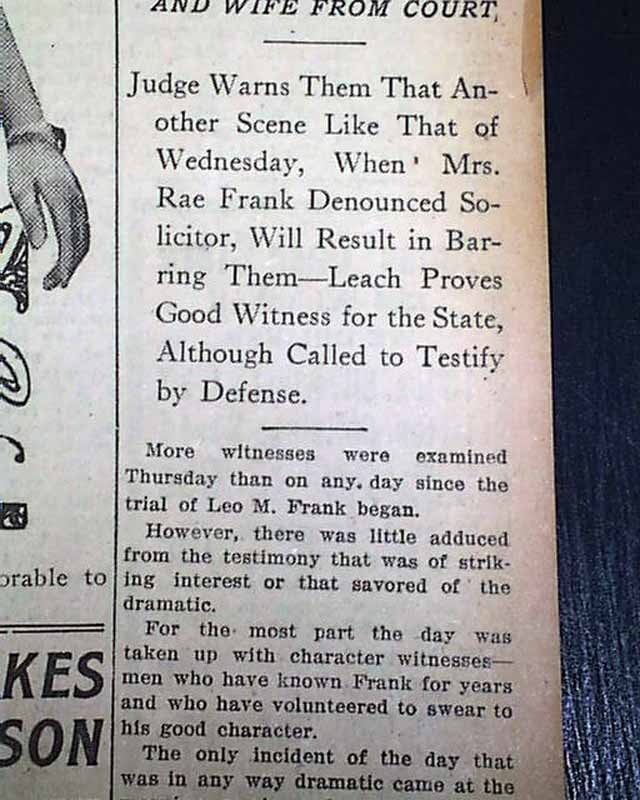 AND WIFE FROM COURT
Judge Warns Them That An-
other Scene Like That of
Wednesday, When Mrs.
Rae Frank Denounced So-
licitor, Will Result in Bar-
ring Them—Leach Proves
Good Witness for the State,
Although Called to Testify
by Defense.
More witnesses were examined
Thursday than on any day since the
trial of Leo M. Frank began.
However, there was little adduced
from the testimony that was of strik-
ing interest or that savored of the
dramatic.
For the most part the day was
taken up with character witnesses—
men who have known Frank for years
and who have volunteered to swear to
his good character.
The only incident of the day that
was in any way dramatic came at the
orable to
KES
SON